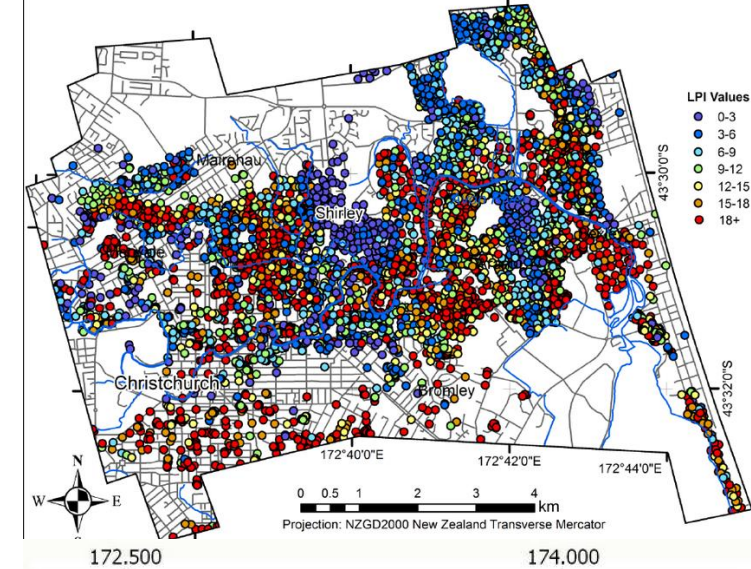 LPI Values
0-3
3-6
6-9
9-12
12-15
15-18
18+
Mairehau
Shirley
Christchurch
Bromley
43°30'0"S
43°32'0"S
172°40'0"E
172°42'0"E
172°44'0"E
N
W
E
S
0 0.5 1 2 3 4
km
Projection: NZGD2000 New Zealand Transverse Mercator
172.500 174.000